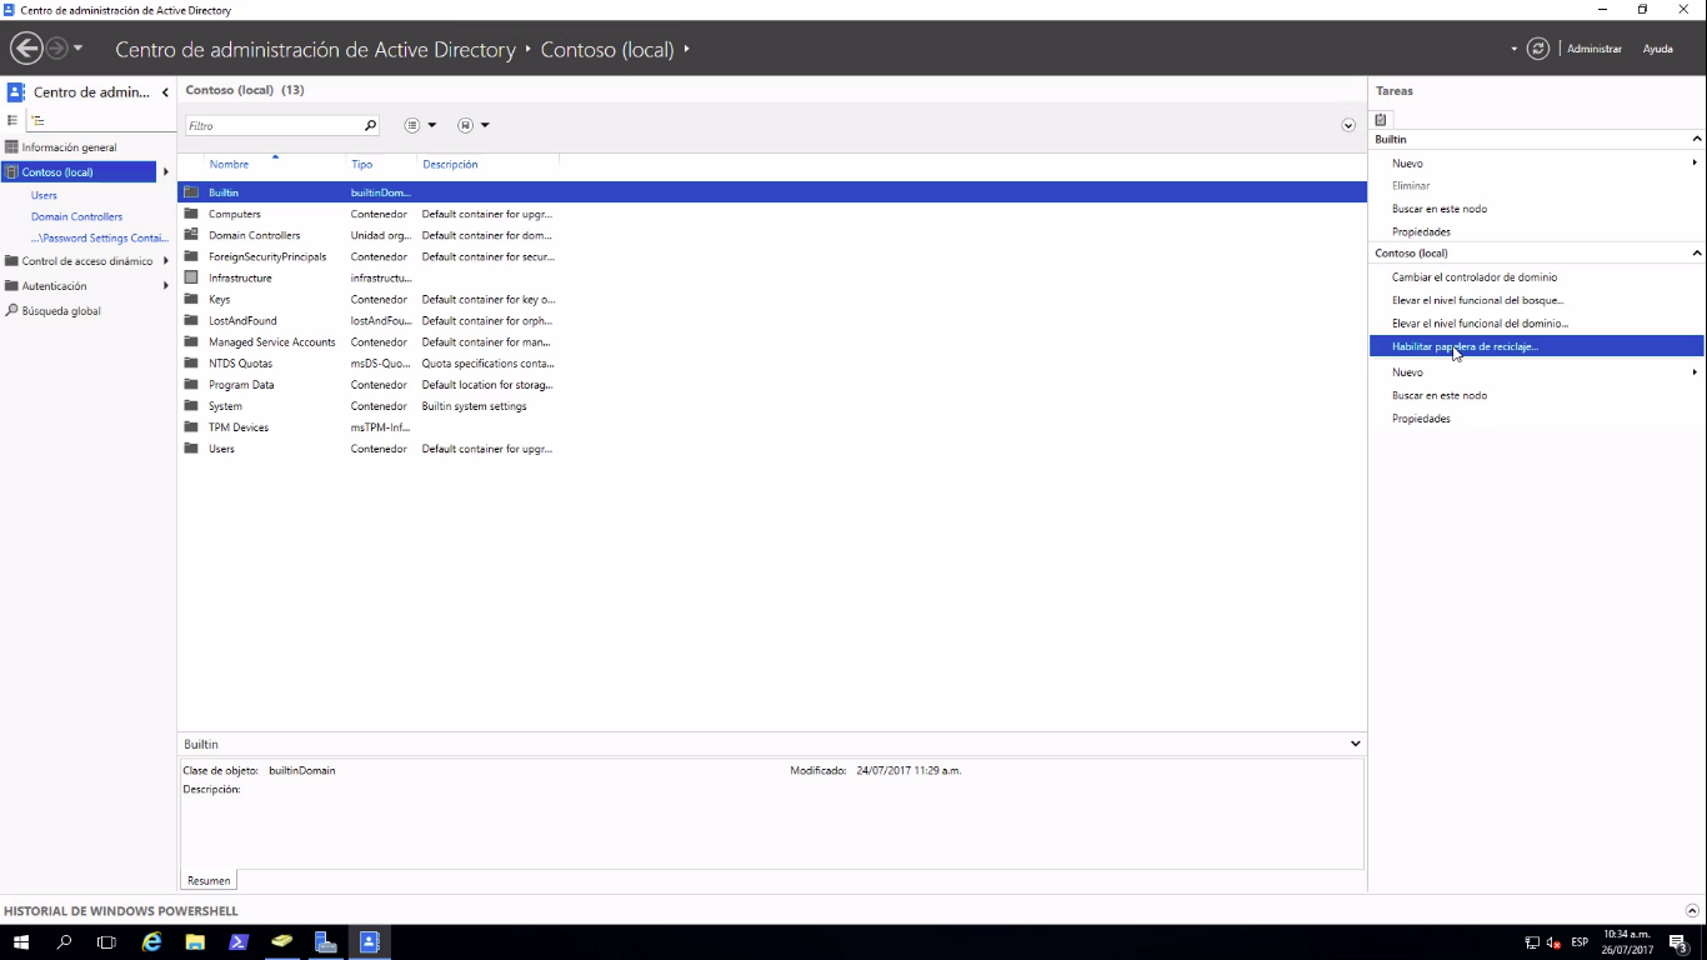 Centro de administración de Active Directory
Centro de administración de Active Directory • Contoso (local) •
Administrar
Ayuda
Centro de admin...
Información general
Contoso (local)
Users
Domain Controllers
...\Password Settings Contai...
Control de acceso dinámico
Autenticación
Búsqueda global
Contoso (local) (13)
Filtro
Nombre Tipo Descripción
Builtin builtinDom...
Computers Contenedor Default container for upgr...
Domain Controllers Unidad org... Default container for dom...
ForeignSecurityPrincipals Contenedor Default container for secur...
Infrastructure infrastructu...
Keys Contenedor Default container for key o...
LostAndFound lostAndFou... Default container for orph...
Managed Service Accounts Contenedor Default container for man...
NTDS Quotas msDS-Quo... Quota specifications conta...
Program Data Contenedor Default location for storag...
System Contenedor Builtin system settings
TPM Devices msTPM-Inf...
Users Contenedor Default container for upgr...
Builtin
Clase de objeto: builtinDomain Modificado: 24/07/2017 11:29 a.m.
Descripción:
Resumen
Tareas
Builtin
Nuevo
Eliminar
Buscar en este nodo
Propiedades
Contoso (local)
Cambiar el controlador de dominio
Elevar el nivel funcional del bosque...
Elevar el nivel funcional del dominio...
Habilitar papelera de reciclaje...
Nuevo
Buscar en este nodo
Propiedades
HISTORIAL DE WINDOWS POWERSHELL
ESP
10:34 a.m.
26/07/2017
3